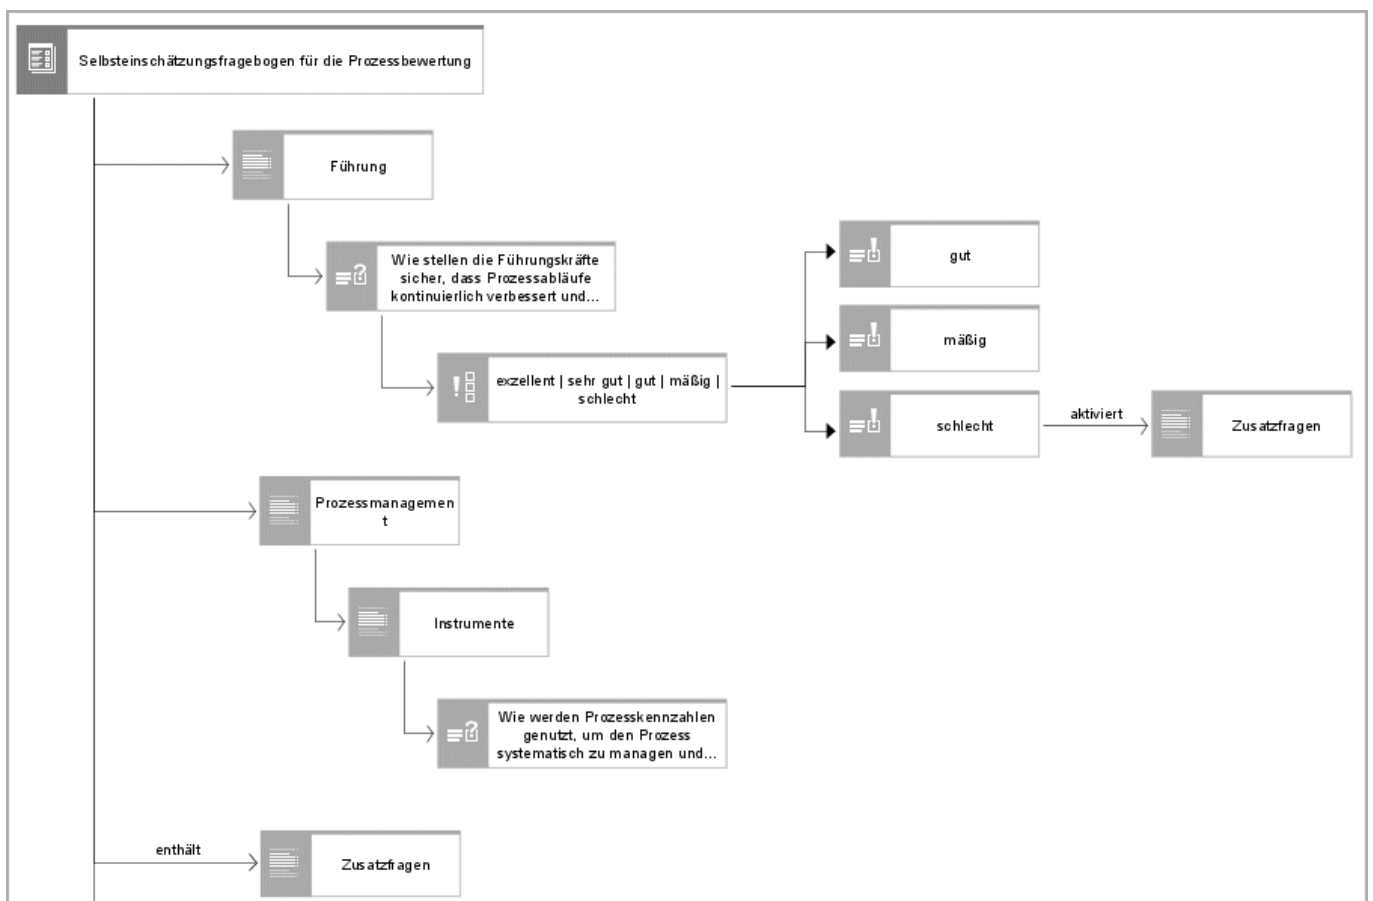 Selbsteinschätzungsfragebogen für die Prozessbewertung
Führung
Wie stellen die Führungskräfte
sicher, dass Prozessabläufe
kontinuierlich verbessert und...
gut
mäßig
exzellent | sehr gut | gut | mäßig |
schlecht
schlecht
aktiviert
Zusatzfragen
Prozessmanagemen
t
Instrumente
Wie werden Prozesskennzahlen
genutzt, um den Prozess
systematisch zu managen und...
enthält
Zusatzfragen